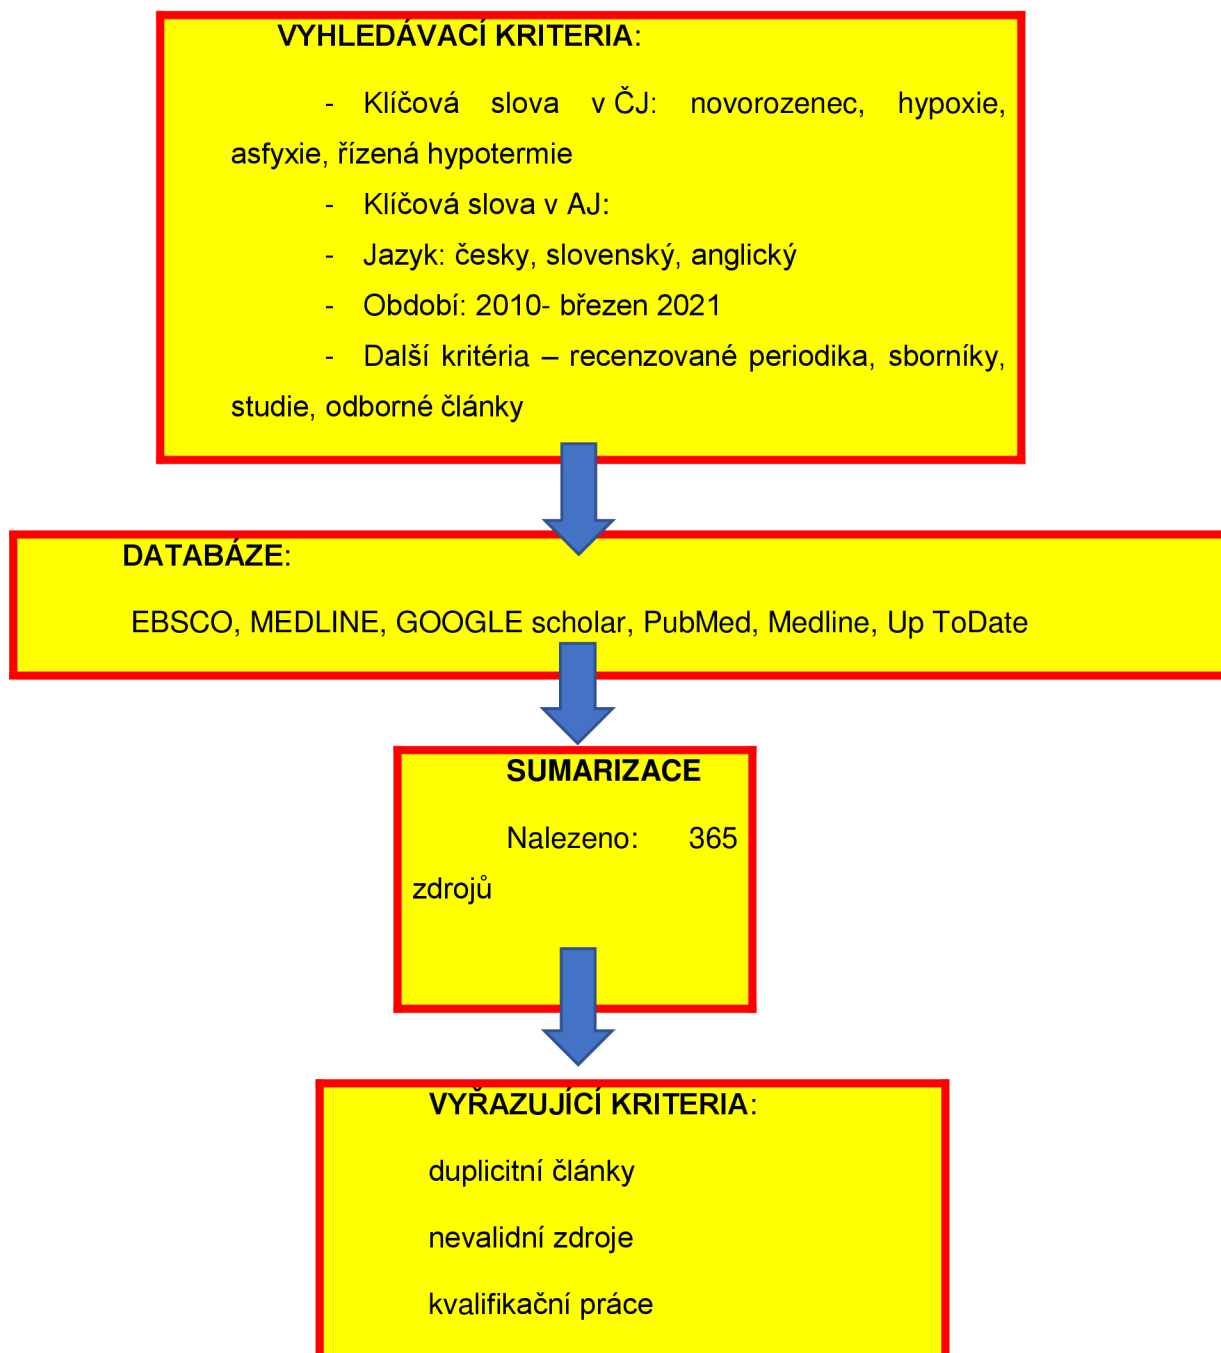 VYHLEDÁVACÍ KRITERIA:
- Klíčová slova v ČJ: novorozenec, hypoxie,
asfyxie, řízená hypotermie
- Klíčová slova v AJ:
- Jazyk: česky, slovenský, anglický
- Období: 2010- březen 2021
- Další kritéria – recenzované periodika, sborníky,
studie, odborné články
DATABÁZE:
EBSCO, MEDLINE, GOOGLE scholar, PubMed, Medline, Up ToDate
SUMARIZACE
Nalezeno: 365
zdrojů
VYŘAZUJÍCÍ KRITERIA:
duplicitní články
nevalidní zdroje
kvalifikační práce